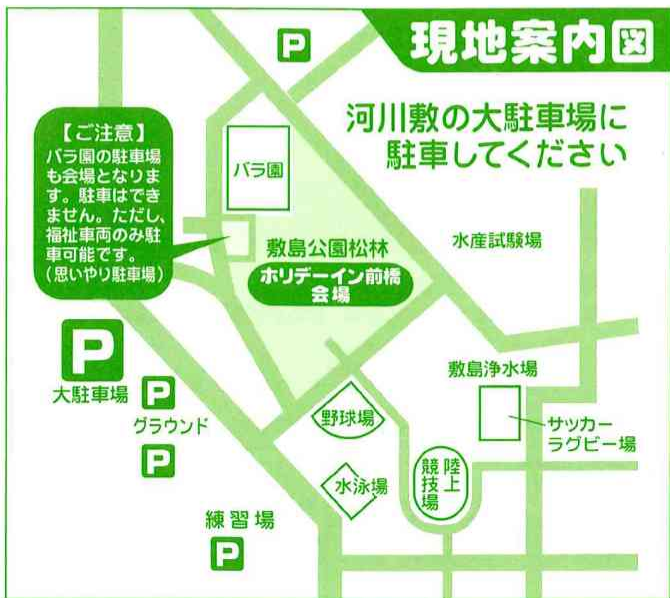 現地案内図
河川敷の大駐車場に
駐車してください
P
【ご注意】
バラ園の駐車場
も会場となりま
す。駐車はでき
ません。ただし、
福祉車両のみ駐
車可能です。
(思いやり駐車場)
バラ園
敷島公園松林
ホリデーイン前橋
会場
水産試験場
P
大駐車場
P
グラウンド
P
野球場
水泳場
陸上
競技場
敷島浄水場
サッカー
ラグビー場
練習場
P